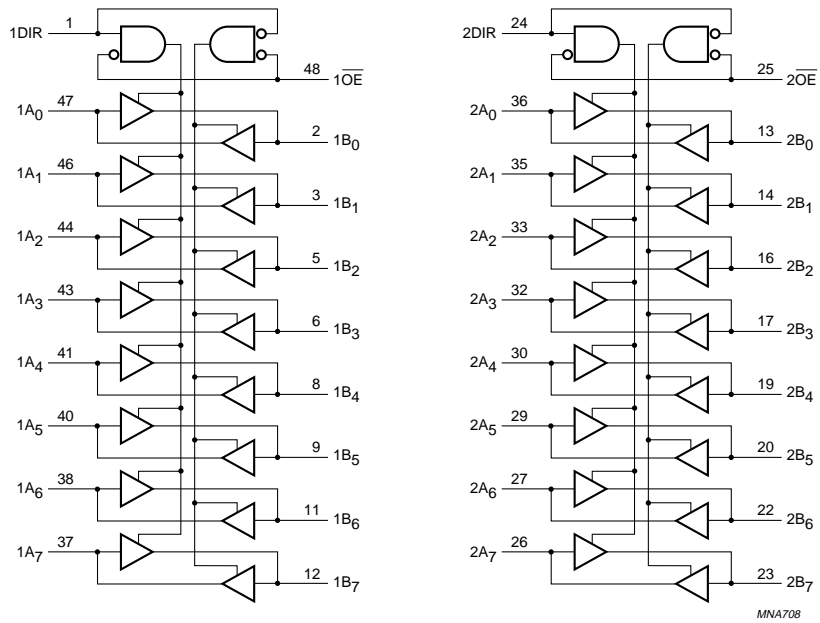 1DIR 1
48 1O̅E̅
1A0 47
2 1B0
1A1 46
3 1B1
1A2 44
5 1B2
1A3 43
6 1B3
1A4 41
8 1B4
1A5 40
9 1B5
1A6 38
11 1B6
1A7 37
12 1B7
2DIR 24
25 2O̅E̅
2A0 36
13 2B0
2A1 35
14 2B1
2A2 33
16 2B2
2A3 32
17 2B3
2A4 30
19 2B4
2A5 29
20 2B5
2A6 27
22 2B6
2A7 26
23 2B7
MNA708